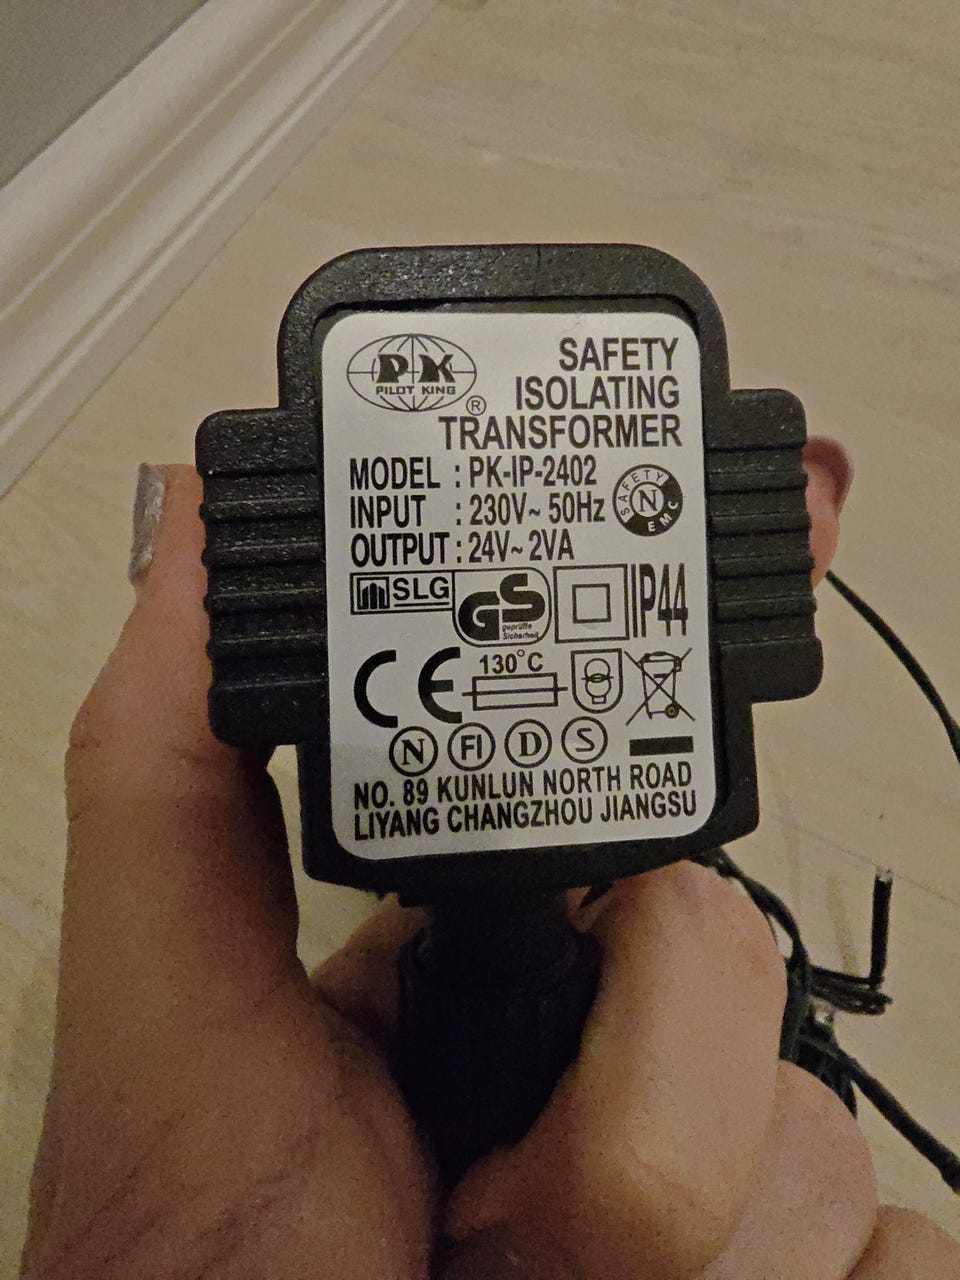 PK
PILOT KING
®
SAFETY
ISOLATING
TRANSFORMER
MODEL : PK-IP-2402
INPUT : 230V~ 50Hz
OUTPUT : 24V~ 2VA
SAFETY N EMC
SLG
GS
geprüfte
Sicherheit
IP44
CE
130°C
N FI D S
NO. 89 KUNLUN NORTH ROAD
LIYANG CHANGZHOU JIANGSU